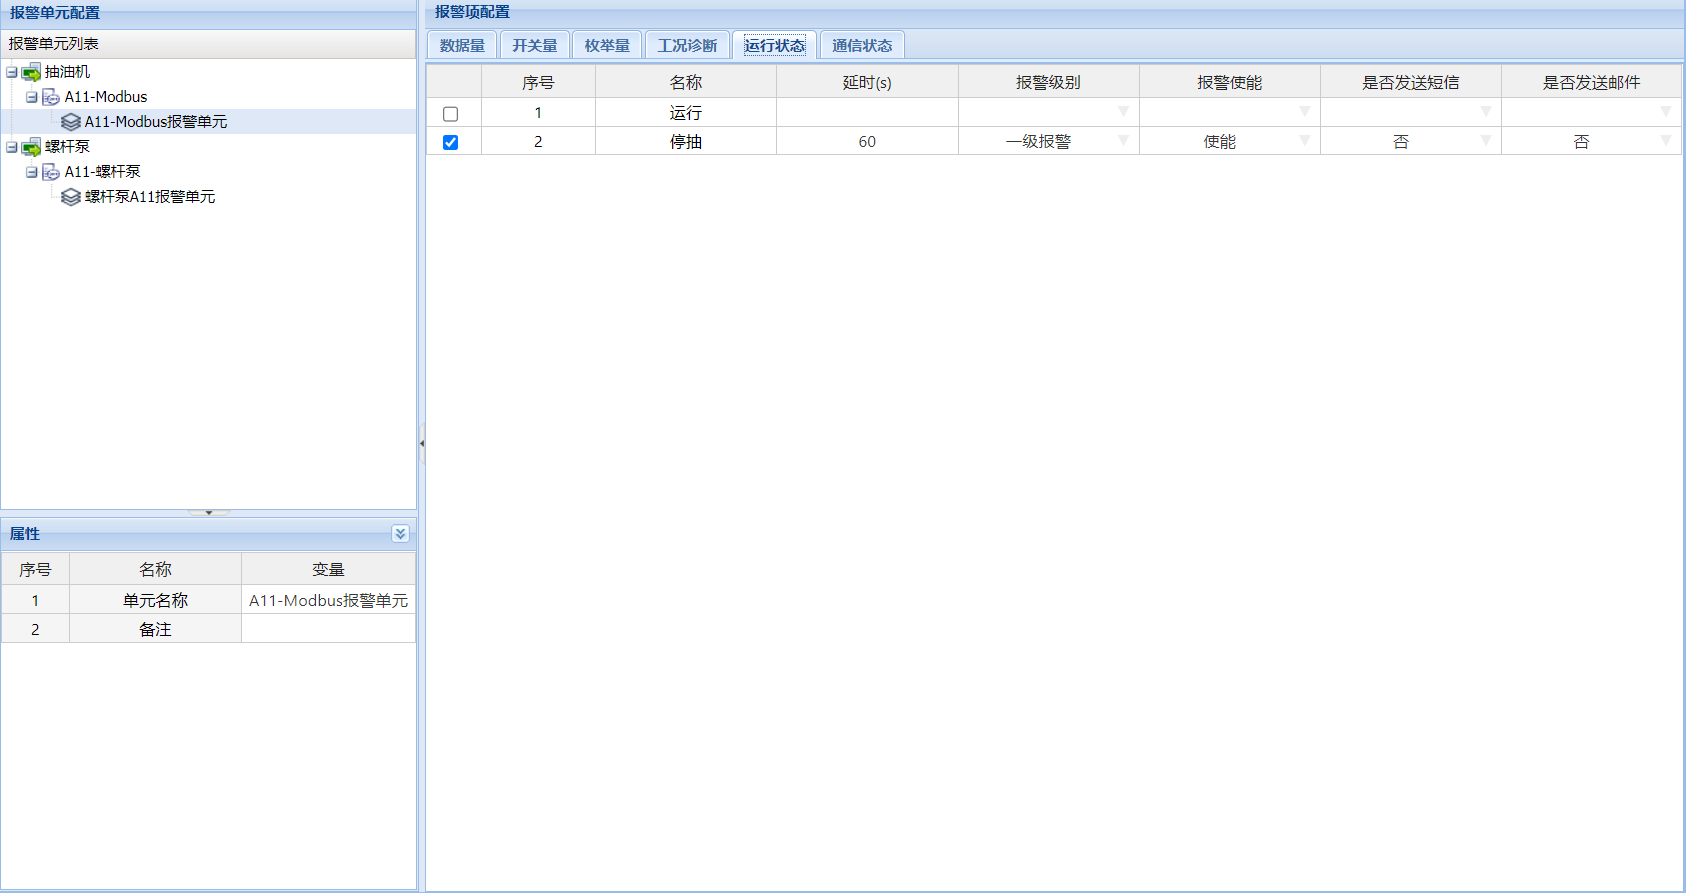 报警单元配置
报警单元列表
抽油机
A11-Modbus
A11-Modbus报警单元
螺杆泵
A11-螺杆泵
螺杆泵A11报警单元
属性
序号 名称 变量
1 单元名称 A11-Modbus报警单元
2 备注
报警项配置
数据量 开关量 枚举量 工况诊断 运行状态 通信状态
序号 名称 延时(s) 报警级别 报警使能 是否发送短信 是否发送邮件
1 运行
2 停抽 60 一级报警 使能 否 否